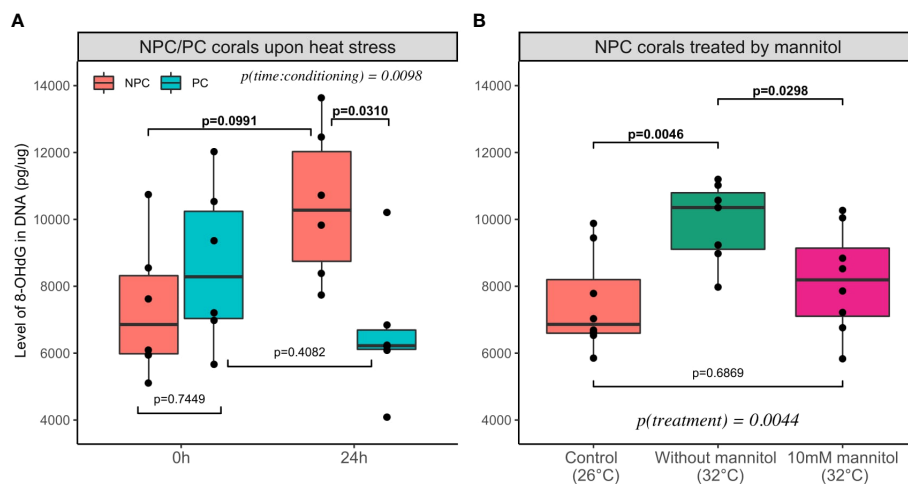 A
NPC/PC corals upon heat stress
NPC PC
p(time:conditioning) = 0.0098
p=0.0991
p=0.0310
p=0.4082
p=0.7449
Level of 8-OHdG in DNA (pg/ug)
14000
12000
10000
8000
6000
4000
0h 24h
B
NPC corals treated by mannitol
p=0.0298
p=0.0046
p=0.6869
p(treatment) = 0.0044
14000
12000
10000
8000
6000
4000
Control Without mannitol 10mM mannitol
(26°C) (32°C) (32°C)